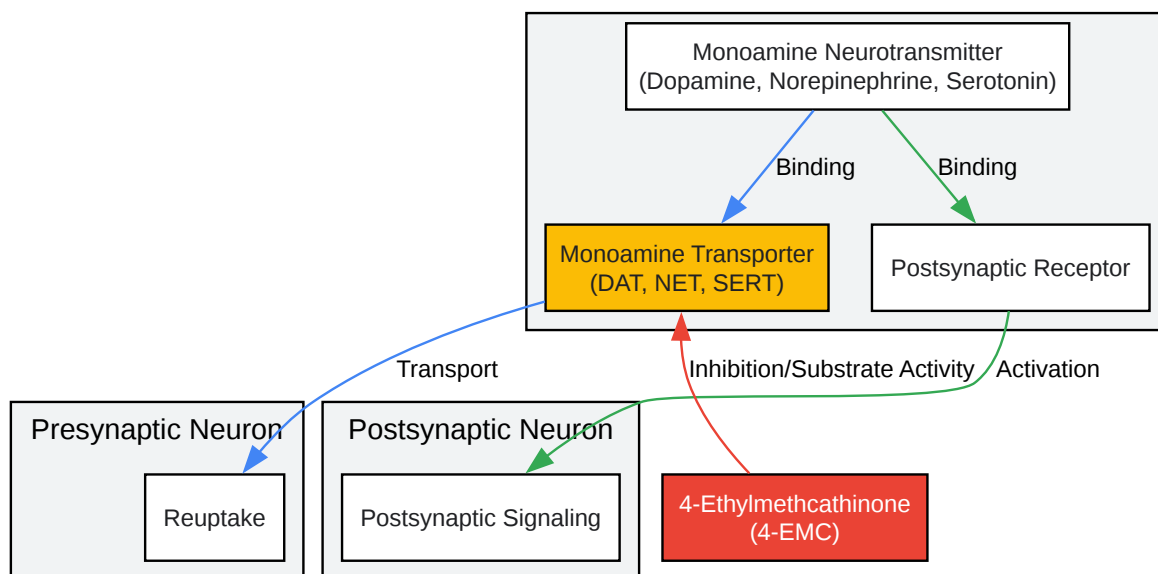 Monoamine Neurotransmitter
(Dopamine, Norepinephrine, Serotonin)
Binding
Binding
Monoamine Transporter
(DAT, NET, SERT)
Postsynaptic Receptor
Transport
Inhibition/Substrate Activity
Activation
Presynaptic Neuron
Postsynaptic Neuron
Reuptake
Postsynaptic Signaling
4-Ethylmethcathinone
(4-EMC)